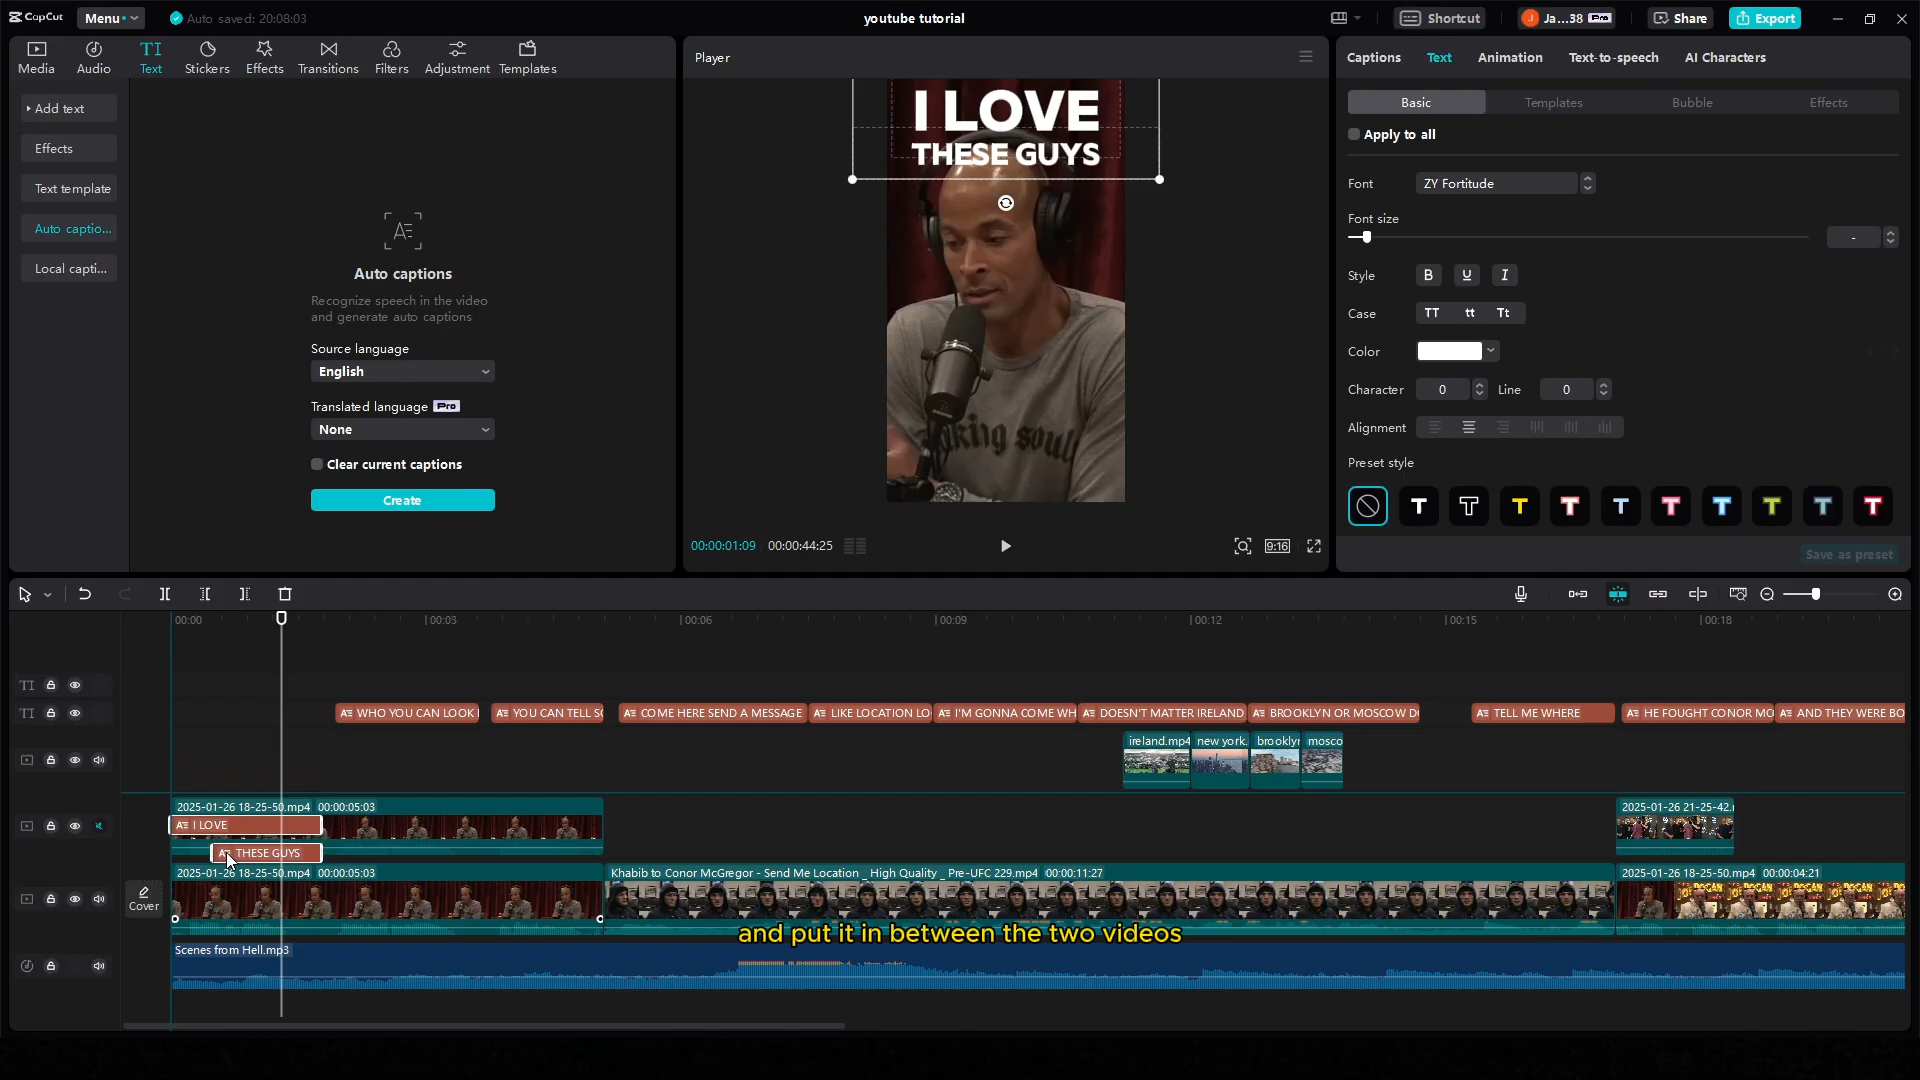 CapCut
Menu
Auto saved: 20:08:03
youtube tutorial
Shortcut
J
Ja...38
Pro
Share
Export
Media
Audio
TI
Text
Stickers
Effects
Transitions
Filters
Adjustment
Templates
Add text
Effects
Text template
Auto captio...
Local capti...
Auto captions
Recognize speech in the video
and generate auto captions
Source language
English
Translated language Pro
None
Clear current captions
Create
Player
I LOVE
THESE GUYS
00:00:01:09
00:00:44:25
9:16
Captions
Text
Animation
Text-to-speech
AI Characters
Basic
Templates
Bubble
Effects
Apply to all
Font
ZY Fortitude
Font size
-
Style
B
U
I
Case
TT
tt
Tt
Color
Character
0
Line
0
Alignment
Preset style
T T T T T T T T T T
Save as preset
00:00
00:03
00:06
00:09
00:12
00:15
00:18
TI
TI
WHO YOU CAN LOOK
YOU CAN TELL SO
COME HERE SEND A MESSAGE
LIKE LOCATION LO
I'M GONNA COME WH
DOESN'T MATTER IRELAND
BROOKLYN OR MOSCOW D
TELL ME WHERE
HE FOUGHT CONOR MC
AND THEY WERE BO
ireland.mp4
new york.
brooklyn
mosco
2025-01-26 18-25-50.mp4 00:00:05:03
2025-01-26 21-25-42.
I LOVE
THESE GUYS
Cover
2025-01-26 18-25-50.mp4 00:00:05:03
Khabib to Conor McGregor - Send Me Location _ High Quality _ Pre-UFC 229.mp4 00:00:11:27
2025-01-26 18-25-50.mp4 00:00:04:21
and put it in between the two videos
Scenes from Hell.mp3